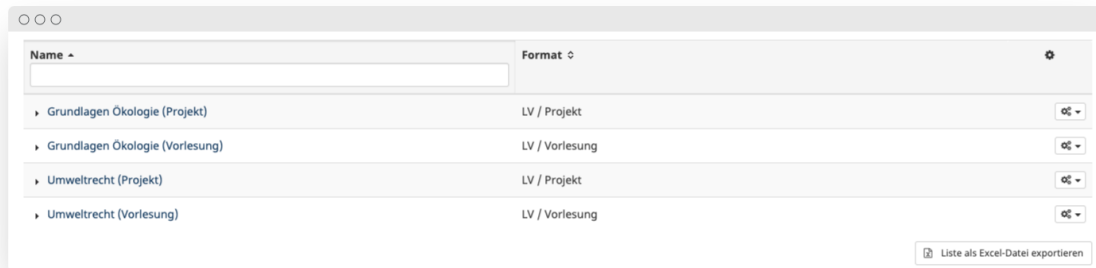 Name Format
Grundlagen Ökologie (Projekt) LV / Projekt
Grundlagen Ökologie (Vorlesung) LV / Vorlesung
Umweltrecht (Projekt) LV / Projekt
Umweltrecht (Vorlesung) LV / Vorlesung
Liste als Excel-Datei exportieren